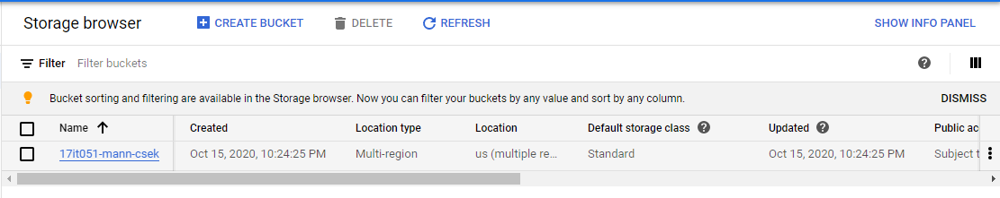 Storage browser CREATE BUCKET DELETE REFRESH SHOW INFO PANEL
Filter Filter buckets
Bucket sorting and filtering are available in the Storage browser. Now you can filter your buckets by any value and sort by any column. DISMISS
Name Created Location type Location Default storage class Updated Public ac
17it051-mann-csek Oct 15, 2020, 10:24:25 PM Multi-region us (multiple re... Standard Oct 15, 2020, 10:24:25 PM Subject t